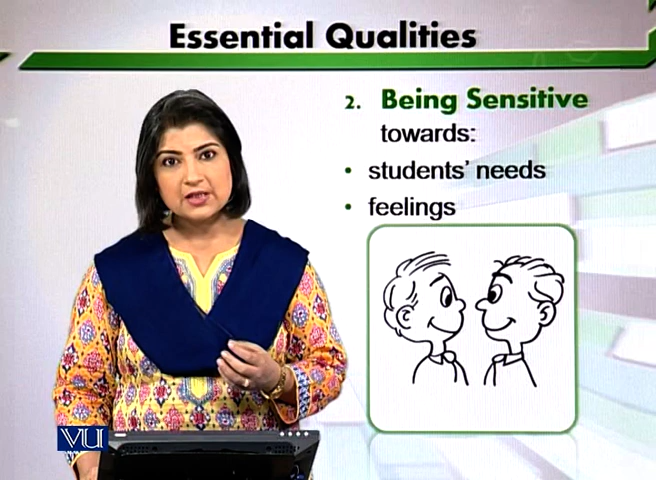 Essential Qualities
2. Being Sensitive
towards:
• students' needs
• feelings
VU